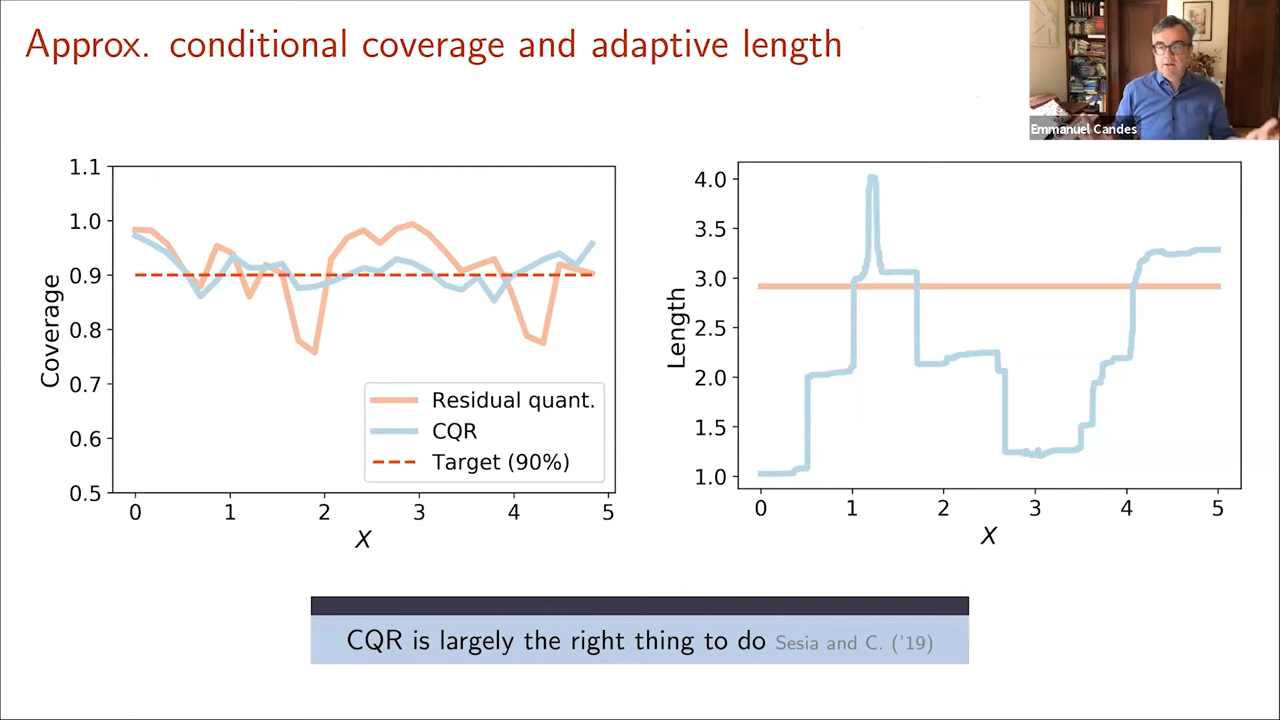 Approx. conditional coverage and adaptive length
Emmanuel Candes
1.1
1.0
0.9
0.8
0.7
0.6
0.5
Coverage
0 1 2 3 4 5
X
Residual quant.
CQR
Target (90%)
4.0
3.5
3.0
2.5
2.0
1.5
1.0
Length
0 1 2 3 4 5
X
CQR is largely the right thing to do Sesia and C. ('19)